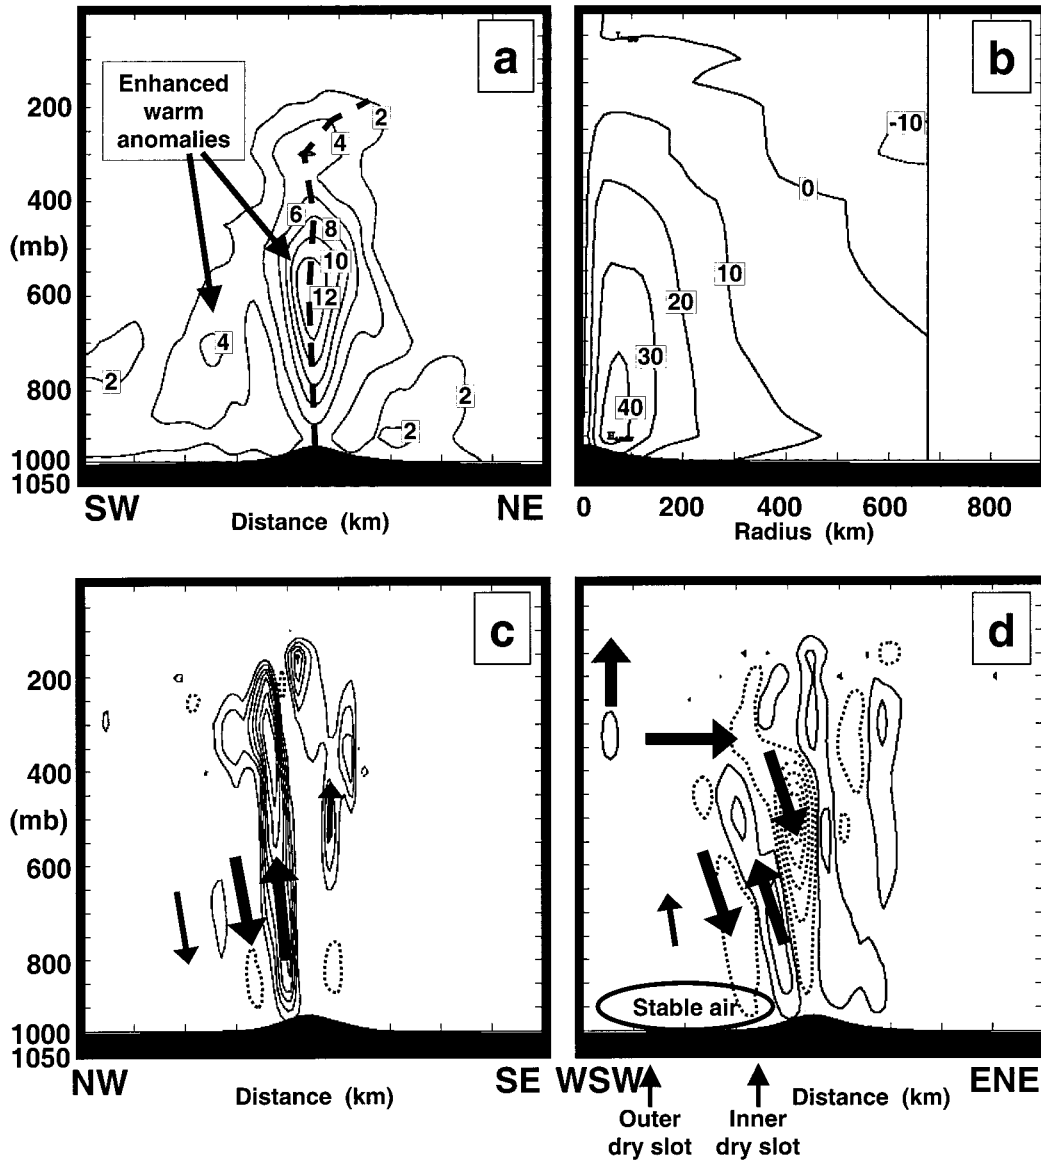 a
b
Enhanced
warm
anomalies
200
400
(mb)
600
800
1000
1050
2
4
6
8
10
12
4
2
2
2
-10
0
10
20
30
40
SW
Distance (km)
NE
0
200
400
600
800
Radius (km)
c
d
200
400
(mb)
600
800
1000
1050
Stable air
NW
Distance (km)
SE
WSW
Distance (km)
ENE
Outer
dry slot
Inner
dry slot